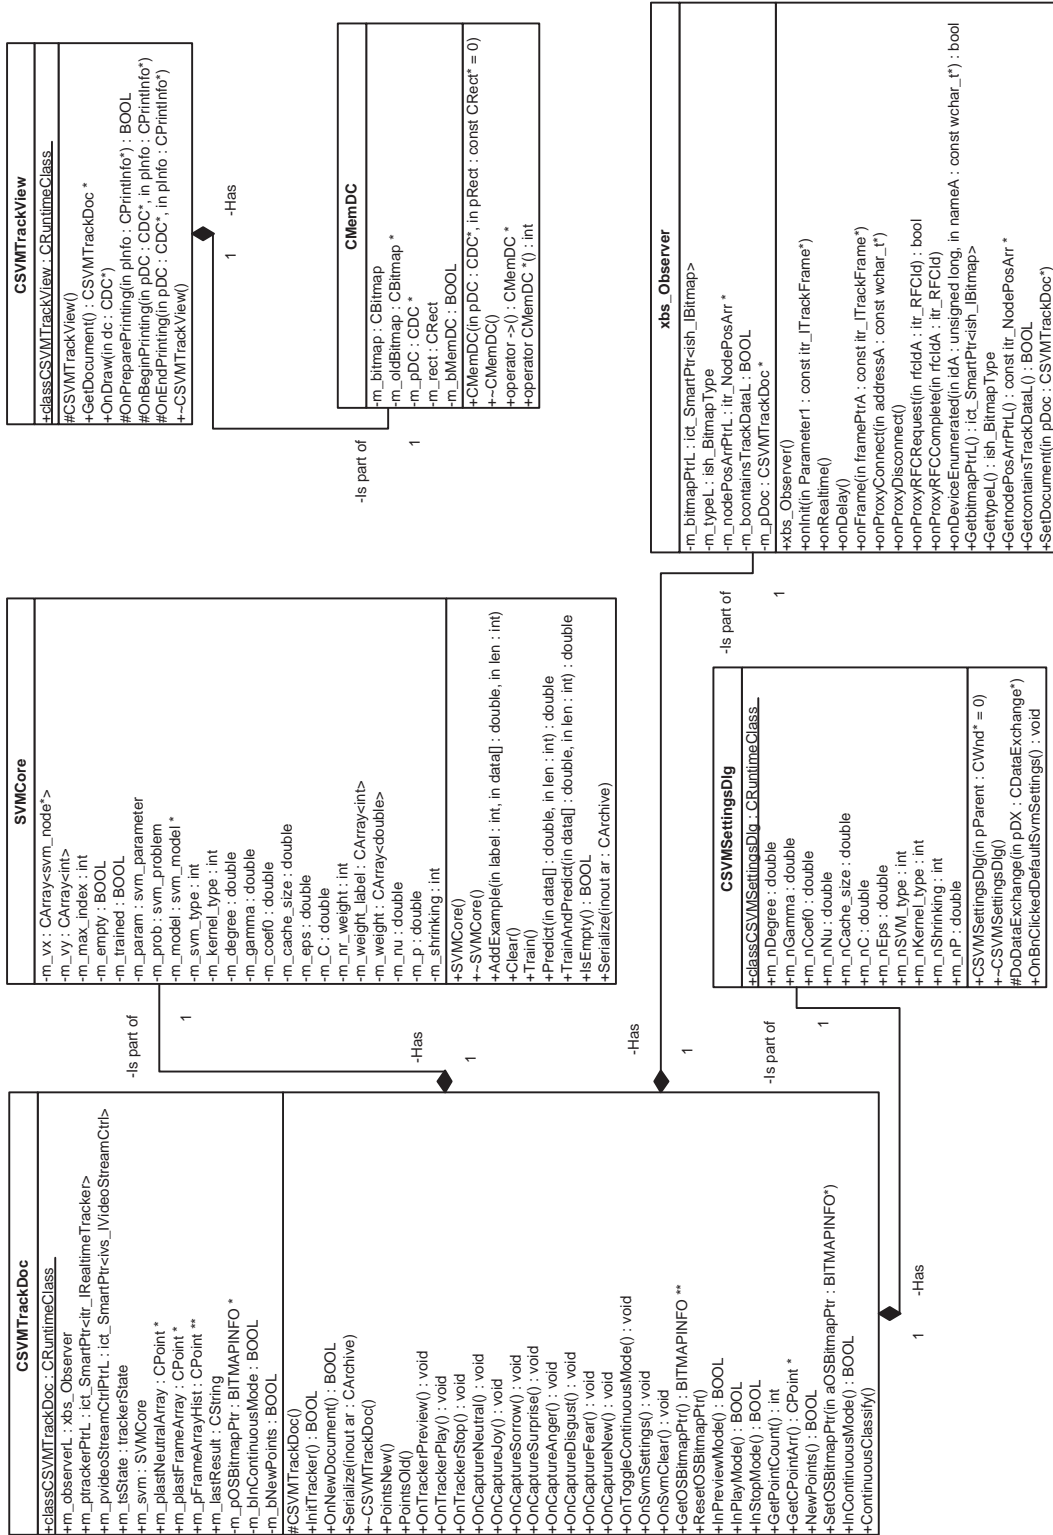 CSVMTrackDoc
+classCSVMTrackDoc : CRuntimeClass
+m_observerL : xbs_Observer
+m_ptrackerPtrL : ict_SmartPtr<itr_IRealtimeTracker>
+m_pvideoStreamCtrlPtrL : ict_SmartPtr<ivs_IVideoStreamCtrl>
+m_tsState : trackerState
+m_svm : SVMCore
+m_plastNeutralArray : CPoint *
+m_plastFrameArray : CPoint *
+m_pFrameArrayHist : CPoint **
+m_lastResult : CString
-m_pOSBitmapPtr : BITMAPINFO *
-m_bInContinuousMode : BOOL
-m_bNewPoints : BOOL
#CSVMTrackDoc()
+InitTracker() : BOOL
+OnNewDocument() : BOOL
+Serialize(inout ar : CArchive)
+~CSVMTrackDoc()
+PointsNew()
+PointsOld()
+OnTrackerPreview() : void
+OnTrackerPlay() : void
+OnTrackerStop() : void
+OnCaptureNeutral() : void
+OnCaptureJoy() : void
+OnCaptureSorrow() : void
+OnCaptureSurprise() : void
+OnCaptureAnger() : void
+OnCaptureDisgust() : void
+OnCaptureFear() : void
+OnCaptureNew() : void
+OnToggleContinuousMode() : void
+OnSvmSettings() : void
+OnSvmClear() : void
+GetOSBitmapPtr() : BITMAPINFO **
+ResetOSBitmapPtr()
+InPreviewMode() : BOOL
+InPlayMode() : BOOL
+InStopMode() : BOOL
+GetPointCount() : int
+GetCPointArr() : CPoint *
+NewPoints() : BOOL
+SetOSBitmapPtr(in aOSBitmapPtr : BITMAPINFO*)
+InContinuousMode() : BOOL
+ContinuousClassify()
-Has
1
-Has
1
-Has
1
-Is part of
1
SVMCore
-m_vx : CArray<svm_node*>
-m_vy : CArray<int>
-m_max_index : int
-m_empty : BOOL
-m_trained : BOOL
-m_param : svm_parameter
-m_prob : svm_problem
-m_model : svm_model *
-m_svm_type : int
-m_kernel_type : int
-m_degree : double
-m_gamma : double
-m_coef0 : double
-m_cache_size : double
-m_eps : double
-m_C : double
-m_nr_weight : int
-m_weight_label : CArray<int>
-m_weight : CArray<double>
-m_nu : double
-m_p : double
-m_shrinking : int
+SVMCore()
+~SVMCore()
+AddExample(in label : int, in data[] : double, in len : int)
+Clear()
+Train()
+Predict(in data[] : double, in len : int) : double
+TrainAndPredict(in data[] : double, in len : int) : double
+IsEmpty() : BOOL
+Serialize(inout ar : CArchive)
-Is part of
1
CSVMSettingsDlg
+classCSVMSettingsDlg : CRuntimeClass
+m_nDegree : double
+m_nGamma : double
+m_nCoef0 : double
+m_nNu : double
+m_nCache_size : double
+m_nC : double
+m_nEps : double
+m_nSVM_type : int
+m_nKernel_type : int
+m_nShrinking : int
+m_nP : double
+CSVMSettingsDlg(in pParent : CWnd* = 0)
+~CSVMSettingsDlg()
#DoDataExchange(in pDX : CDataExchange*)
+OnBnClickedDefaultSvmSettings() : void
-Is part of
1
CSVMTrackView
+classCSVMTrackView : CRuntimeClass
#CSVMTrackView()
+GetDocument() : CSVMTrackDoc *
+OnDraw(in dc : CDC*)
#OnPreparePrinting(in pInfo : CPrintInfo*) : BOOL
#OnBeginPrinting(in pDC : CDC*, in pInfo : CPrintInfo*)
#OnEndPrinting(in pDC : CDC*, in pInfo : CPrintInfo*)
+~CSVMTrackView()
-Has
1
-Is part of
1
CMemDC
-m_bitmap : CBitmap
-m_oldBitmap : CBitmap *
-m_pDC : CDC *
-m_rect : CRect
-m_bMemDC : BOOL
+CMemDC(in pDC : CDC*, in pRect : const CRect* = 0)
+~CMemDC()
+operator ->() : CMemDC *
+operator CMemDC *() : int
xbs_Observer
-m_bitmapPtrL : ict_SmartPtr<ish_IBitmap>
-m_typeL : ish_BitmapType
-m_nodePosArrPtrL : itr_NodePosArr *
-m_bcontainsTrackDataL : BOOL
-m_pDoc : CSVMTrackDoc *
+xbs_Observer()
+onInit(in Parameter1 : const itr_ITrackFrame*)
+onRealtime()
+onDelay()
+onFrame(in framePtrA : const itr_ITrackFrame*)
+onProxyConnect(in addressA : const wchar_t*)
+onProxyDisconnect()
+onProxyRFCRequest(in rfcIdA : itr_RFCId) : bool
+onProxyRFCComplete(in rfcIdA : itr_RFCId)
+onDeviceEnumerated(in idA : unsigned long, in nameA : const wchar_t*) : bool
+GetbitmapPtrL() : ict_SmartPtr<ish_IBitmap>
+GettypeL() : ish_BitmapType
+GetnodePosArrPtrL() : const itr_NodePosArr *
+GetcontainsTrackDataL() : BOOL
+SetDocument(in pDoc : CSVMTrackDoc*)